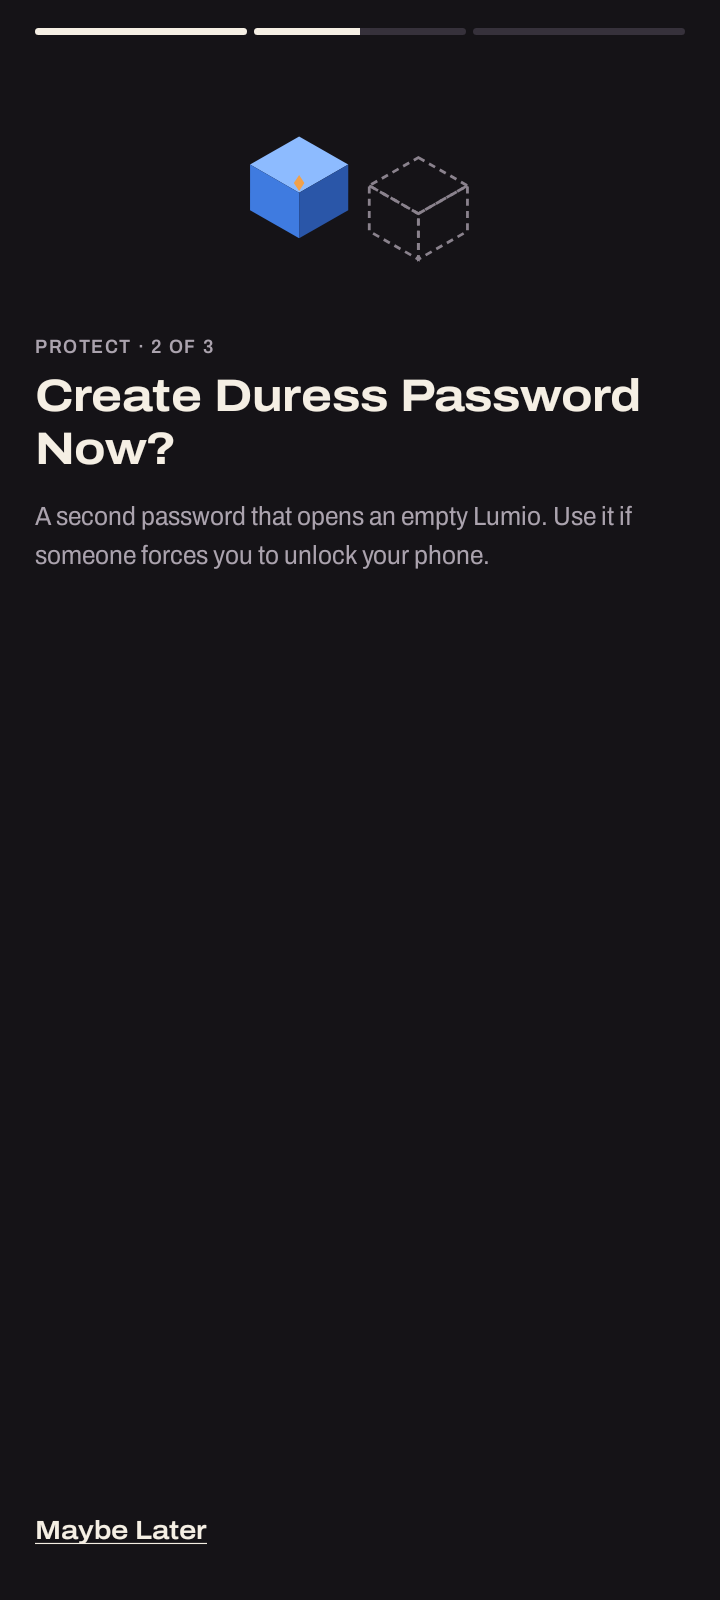 PROTECT · 2 OF 3
Create Duress Password
Now?
A second password that opens an empty Lumio. Use it if
someone forces you to unlock your phone.
Maybe Later